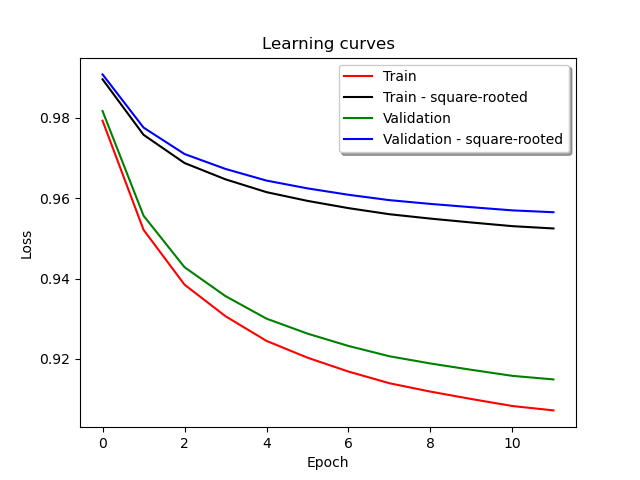 Learning curves
Train
Train - square-rooted
Validation
Validation - square-rooted
0.98
0.96
0.94
0.92
Loss
0 2 4 6 8 10
Epoch